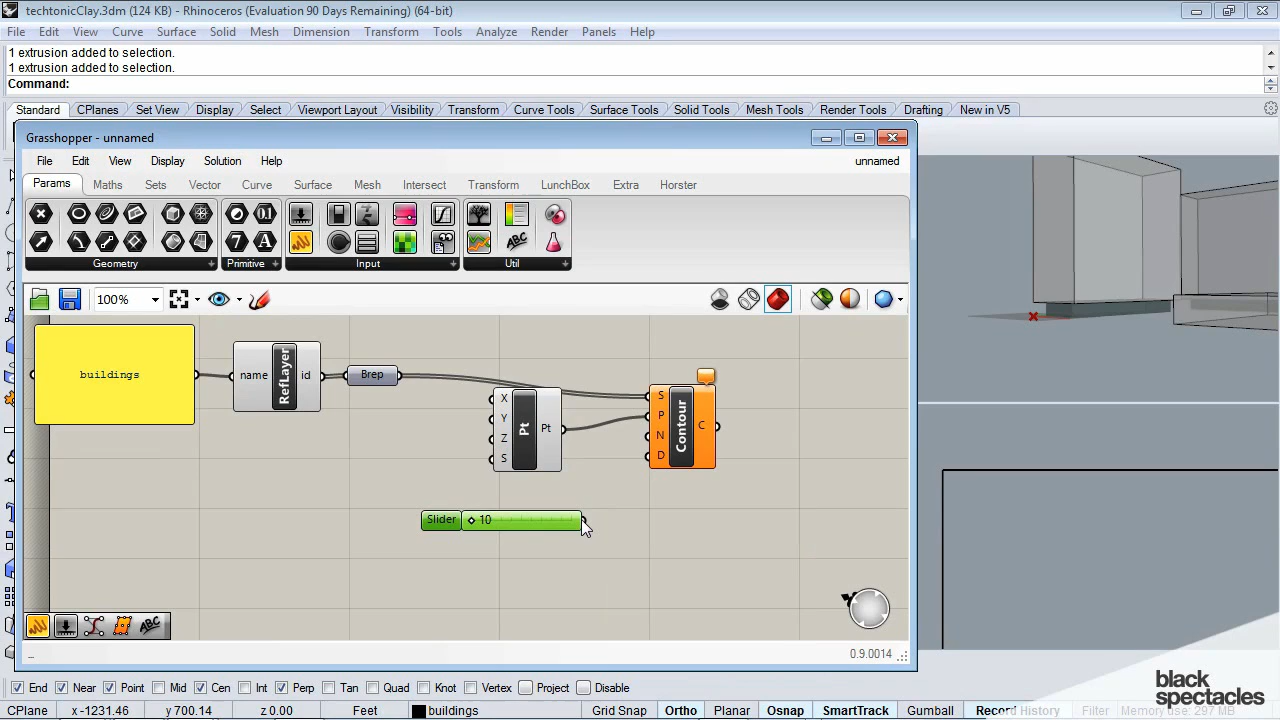 techtonicClay.3dm (124 KB) - Rhinoceros (Evaluation 90 Days Remaining) (64-bit)
File Edit View Curve Surface Solid Mesh Dimension Transform Tools Analyze Render Panels Help
1 extrusion added to selection.
1 extrusion added to selection.
Command:
Standard CPlanes Set View Display Select Viewport Layout Visibility Transform Curve Tools Surface Tools Solid Tools Mesh Tools Render Tools Drafting New in V5
Grasshopper - unnamed
File Edit View Display Solution Help unnamed
Params Maths Sets Vector Curve Surface Mesh Intersect Transform LunchBox Extra Horster
Geometry Primitive Input Util
100%
buildings
name RefLayer id
Brep
X Y Z S Pt Pt
S P N D Contour C
Slider 10
0.9.0014
End Near Point Mid Cen Int Perp Tan Quad Knot Vertex Project Disable
CPlane x -1231.46 y 700.14 z 0.00 Feet buildings Grid Snap Ortho Planar Osnap SmartTrack Gumball Record History Filter Memory use: 297 MB
black
spectacles